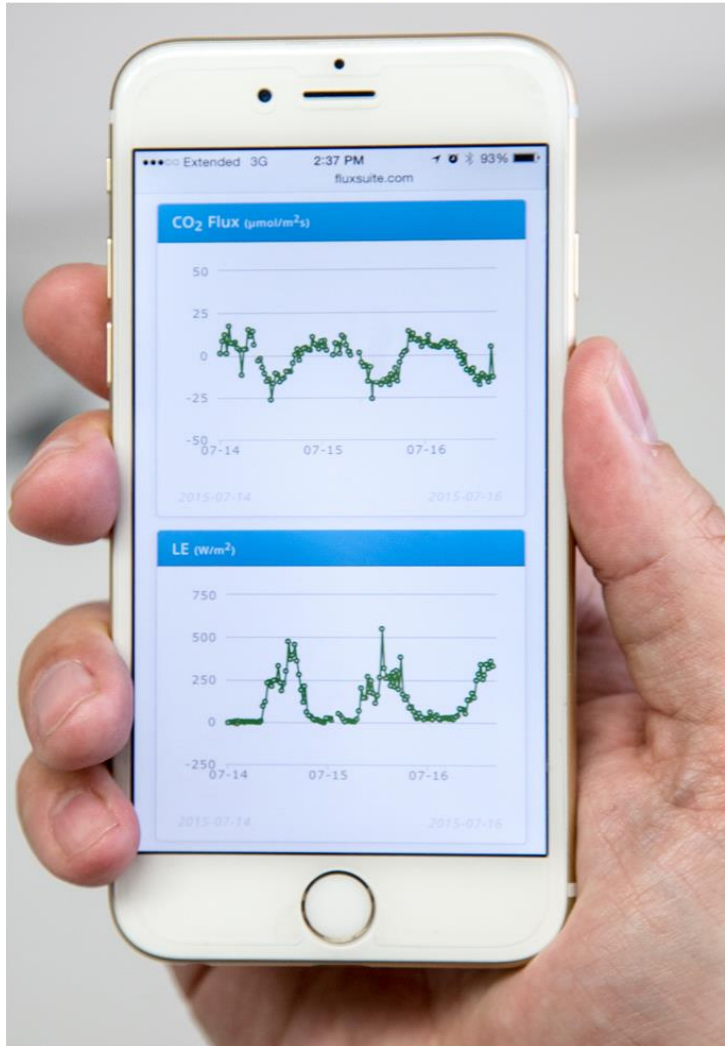 ●●●○○ Extended 3G 2:37 PM 93%
fluxsuite.com
CO₂ Flux (μmol/m²s)
50
25
0
-25
-50
07-14 07-15 07-16
2015-07-14 2015-07-16
LE (W/m²)
750
500
250
0
-250
07-14 07-15 07-16
2015-07-14 2015-07-16